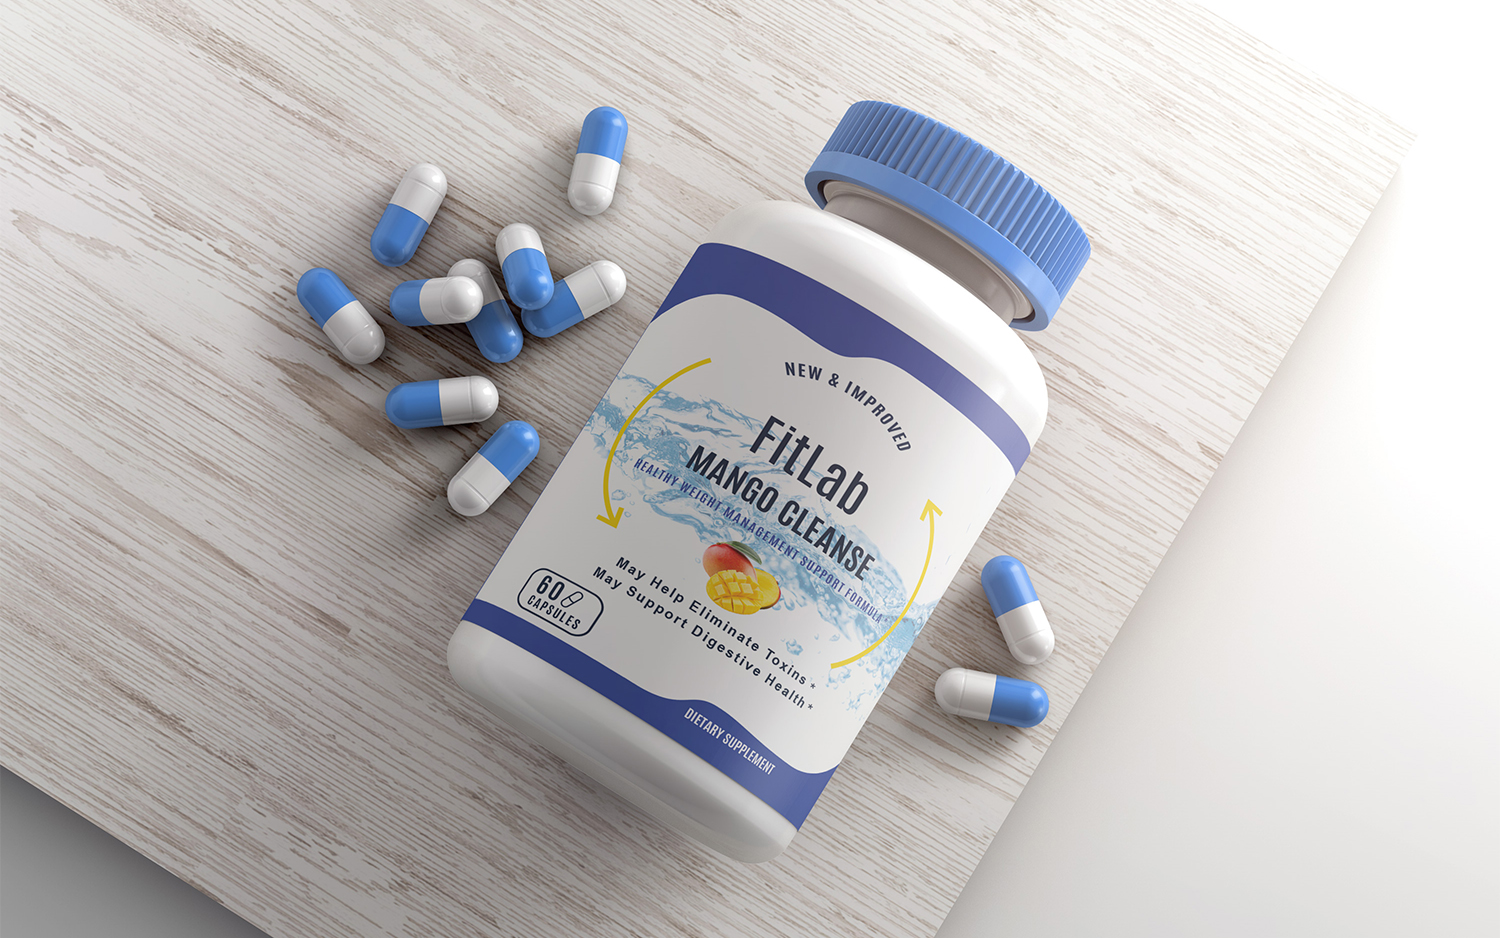 NEW & IMPROVED
FitLab
MANGO CLEANSE
HEALTHY WEIGHT MANAGEMENT SUPPORT FORMULA*
May Help Eliminate Toxins *
May Support Digestive Health *
60
CAPSULES
DIETARY SUPPLEMENT